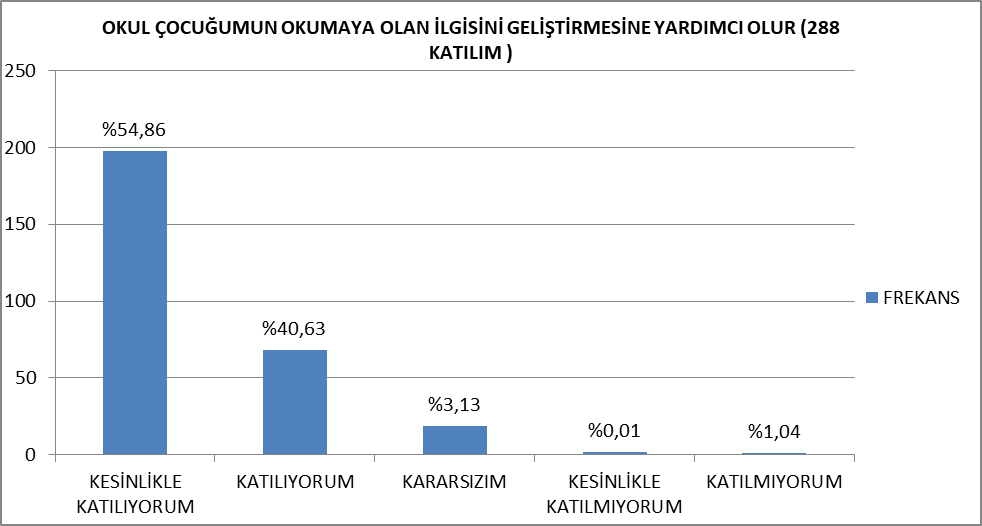 OKUL ÇOCUĞUMUN OKUMAYA OLAN İLGİSİNİ GELİŞTİRMESİNE YARDIMCI OLUR (288
KATILIM )
250
200
150
100
50
0
%54,86
%40,63
%3,13
%0,01
%1,04
KESİNLİKLE
KATILIYORUM
KATILIYORUM
KARARSIZIM
KESİNLİKLE
KATILMIYORUM
KATILMIYORUM
FREKANS